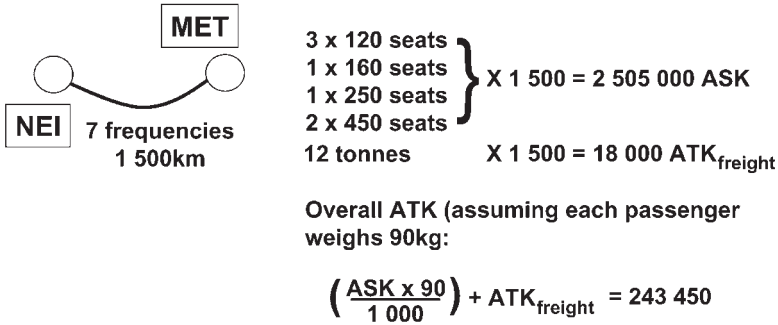 MET
NEI
7 frequencies
1 500km
3 x 120 seats
1 x 160 seats
1 x 250 seats
2 x 450 seats
X 1 500 = 2 505 000 ASK
12 tonnes X 1 500 = 18 000 ATKfreight
Overall ATK (assuming each passenger
weighs 90kg:
(ASK x 90 / 1 000) + ATKfreight = 243 450